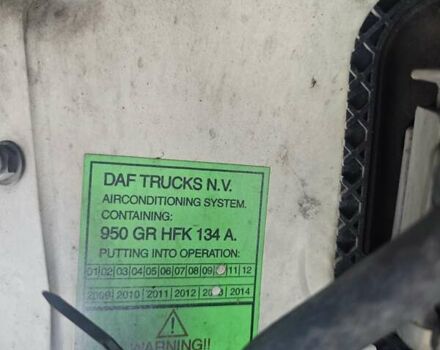 DAF TRUCKS N.V.
AIRCONDITIONING SYSTEM.
CONTAINING:
950 GR HFK 134 A.
PUTTING INTO OPERATION:
01 02 03 04 05 06 07 08 09 11 12
2009 2010 2011 2012 2014
WARNING!!